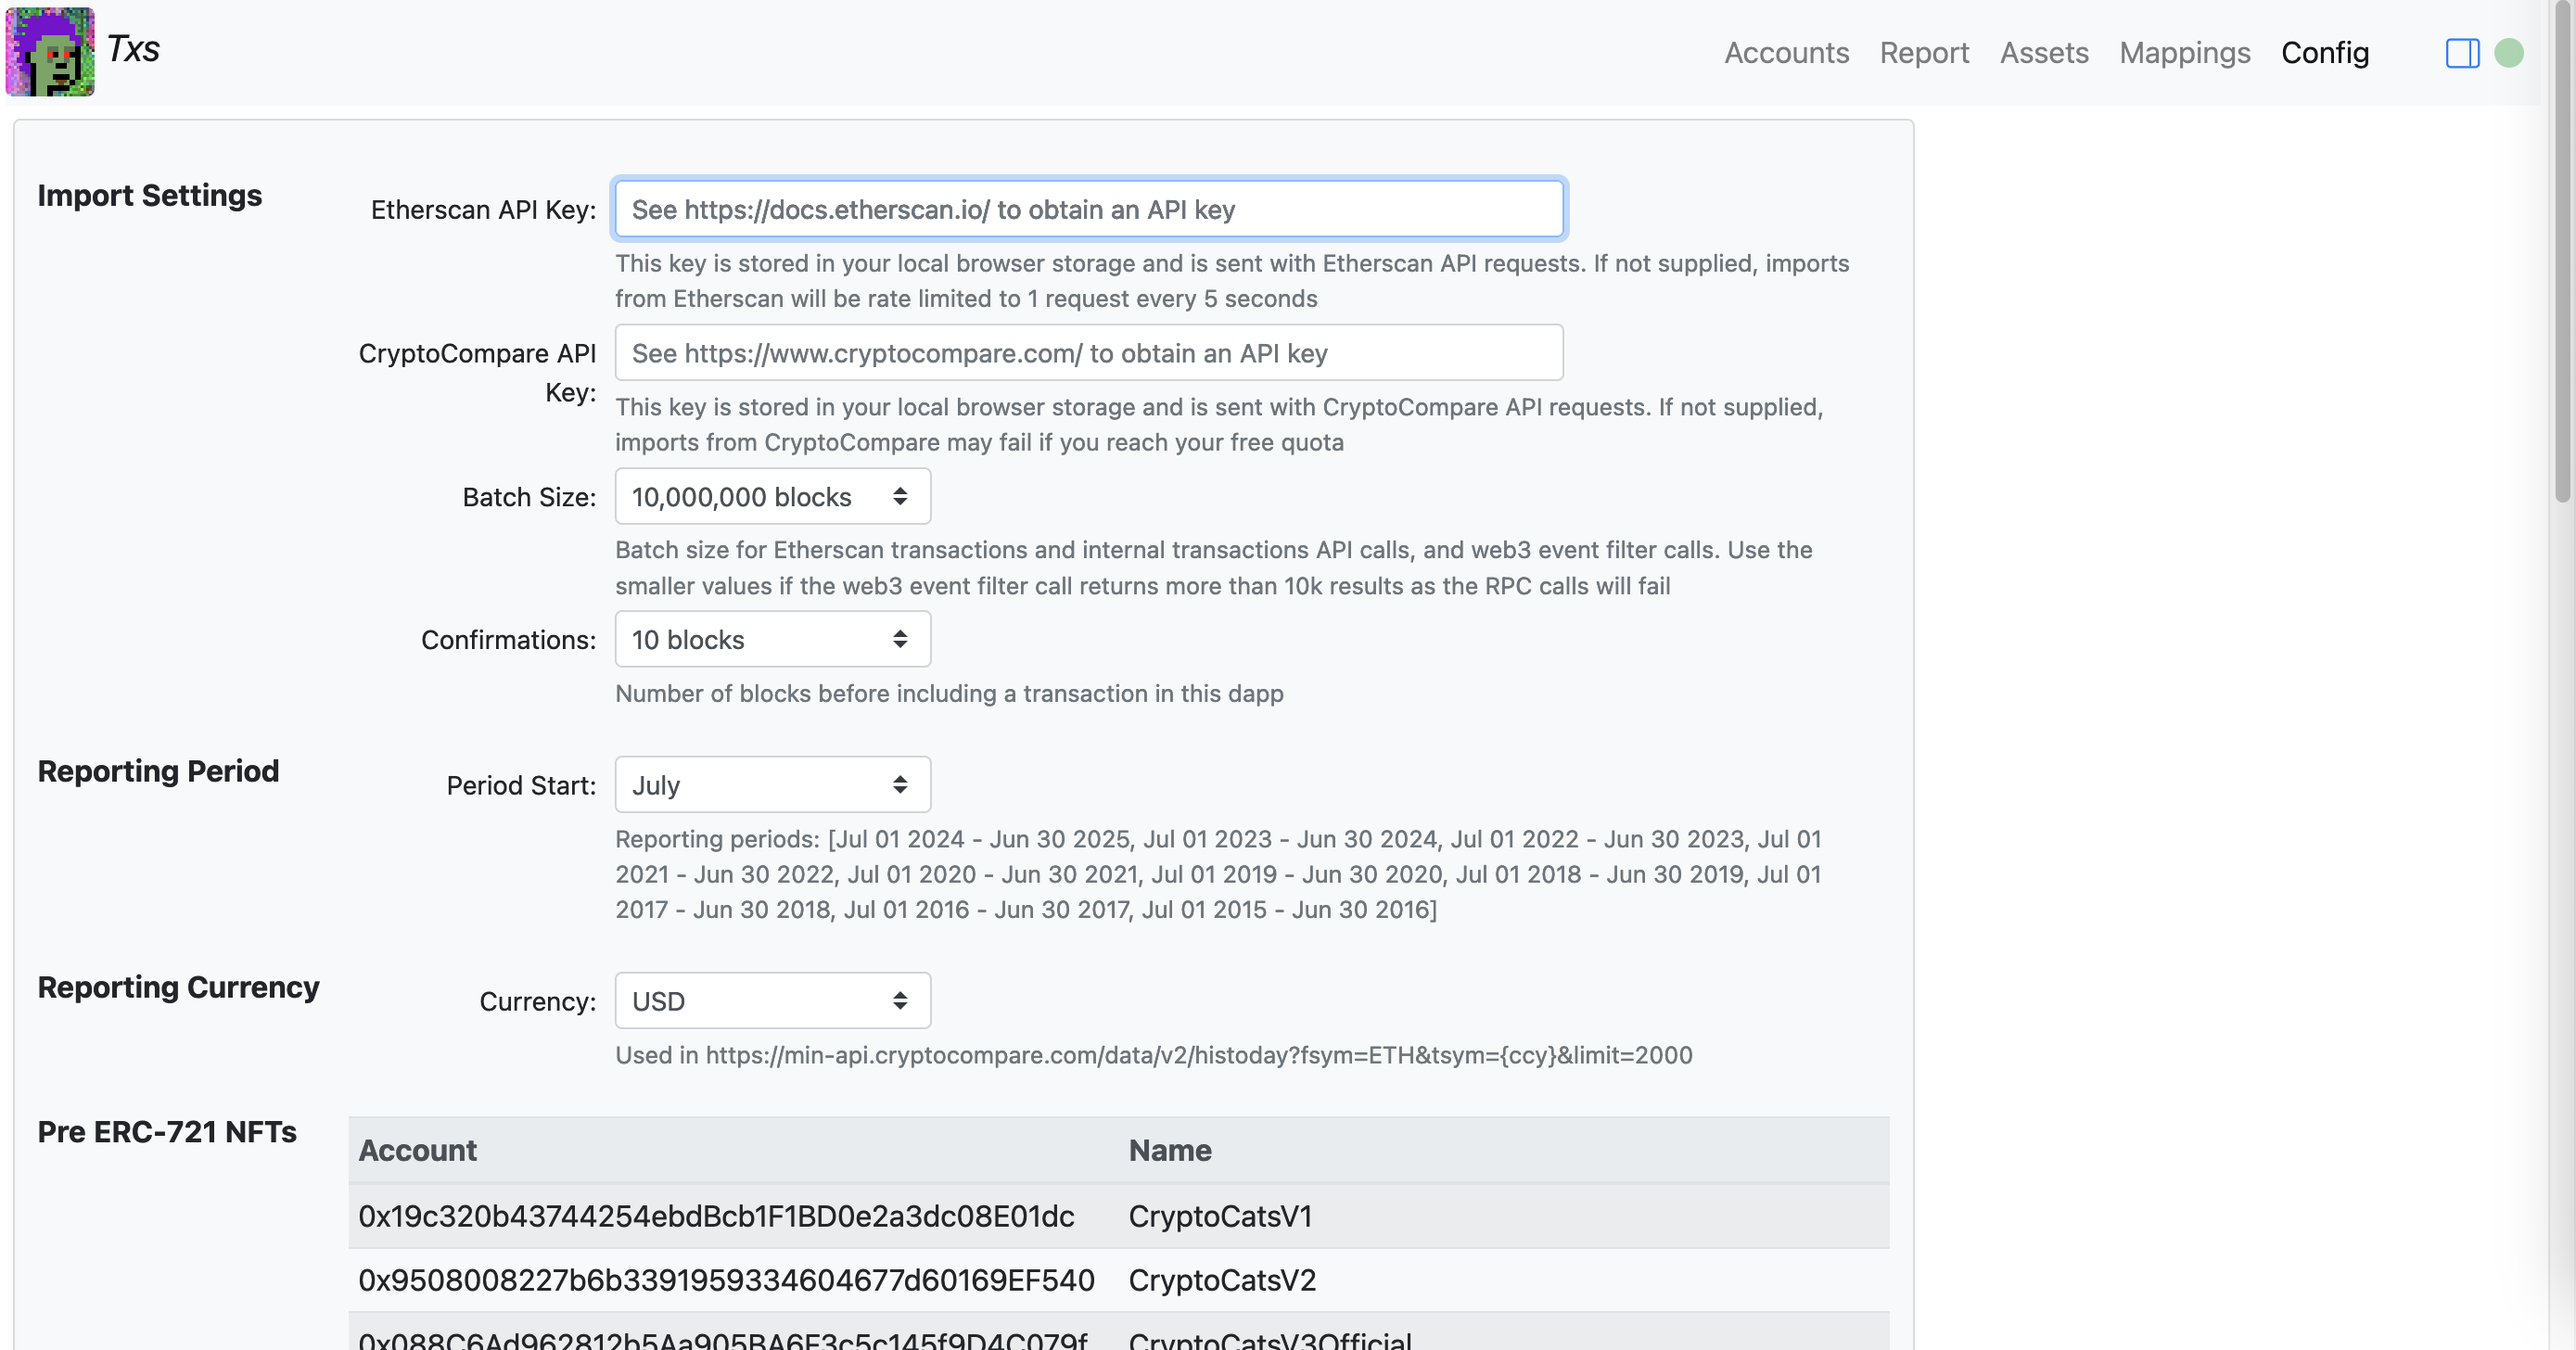 Txs
Accounts Report Assets Mappings Config
Import Settings
Etherscan API Key: See https://docs.etherscan.io/ to obtain an API key
This key is stored in your local browser storage and is sent with Etherscan API requests. If not supplied, imports
from Etherscan will be rate limited to 1 request every 5 seconds
CryptoCompare API Key: See https://www.cryptocompare.com/ to obtain an API key
This key is stored in your local browser storage and is sent with CryptoCompare API requests. If not supplied,
imports from CryptoCompare may fail if you reach your free quota
Batch Size: 10,000,000 blocks
Batch size for Etherscan transactions and internal transactions API calls, and web3 event filter calls. Use the
smaller values if the web3 event filter call returns more than 10k results as the RPC calls will fail
Confirmations: 10 blocks
Number of blocks before including a transaction in this dapp
Reporting Period
Period Start: July
Reporting periods: [Jul 01 2024 - Jun 30 2025, Jul 01 2023 - Jun 30 2024, Jul 01 2022 - Jun 30 2023, Jul 01
2021 - Jun 30 2022, Jul 01 2020 - Jun 30 2021, Jul 01 2019 - Jun 30 2020, Jul 01 2018 - Jun 30 2019, Jul 01
2017 - Jun 30 2018, Jul 01 2016 - Jun 30 2017, Jul 01 2015 - Jun 30 2016]
Reporting Currency
Currency: USD
Used in https://min-api.cryptocompare.com/data/v2/histoday?fsym=ETH&tsym={ccy}&limit=2000
Pre ERC-721 NFTs
Account Name
0x19c320b43744254ebdBcb1F1BD0e2a3dc08E01dc CryptoCatsV1
0x9508008227b6b3391959334604677d60169EF540 CryptoCatsV2
0x088C6Ad962812b5Aa905BA6F3c5c145f9D4C079f CryptoCatsV3Official